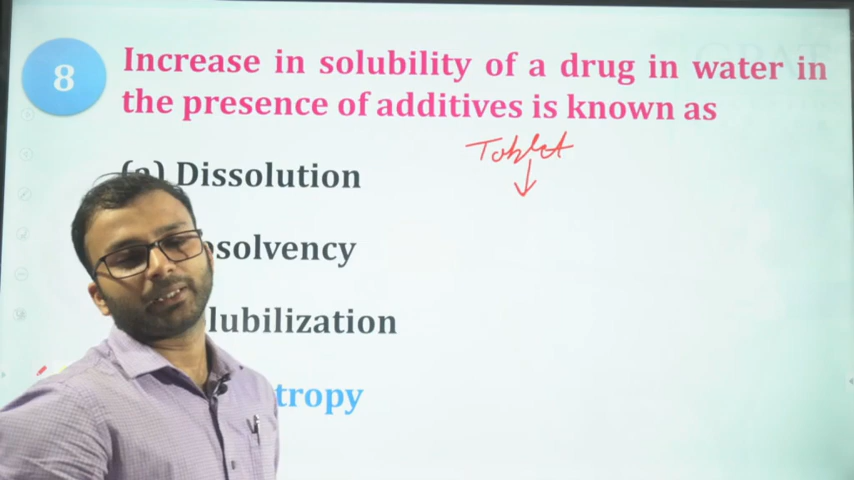 8
Increase in solubility of a drug in water in
the presence of additives is known as
Tablet
(a) Dissolution
solvency
lubilization
tropy